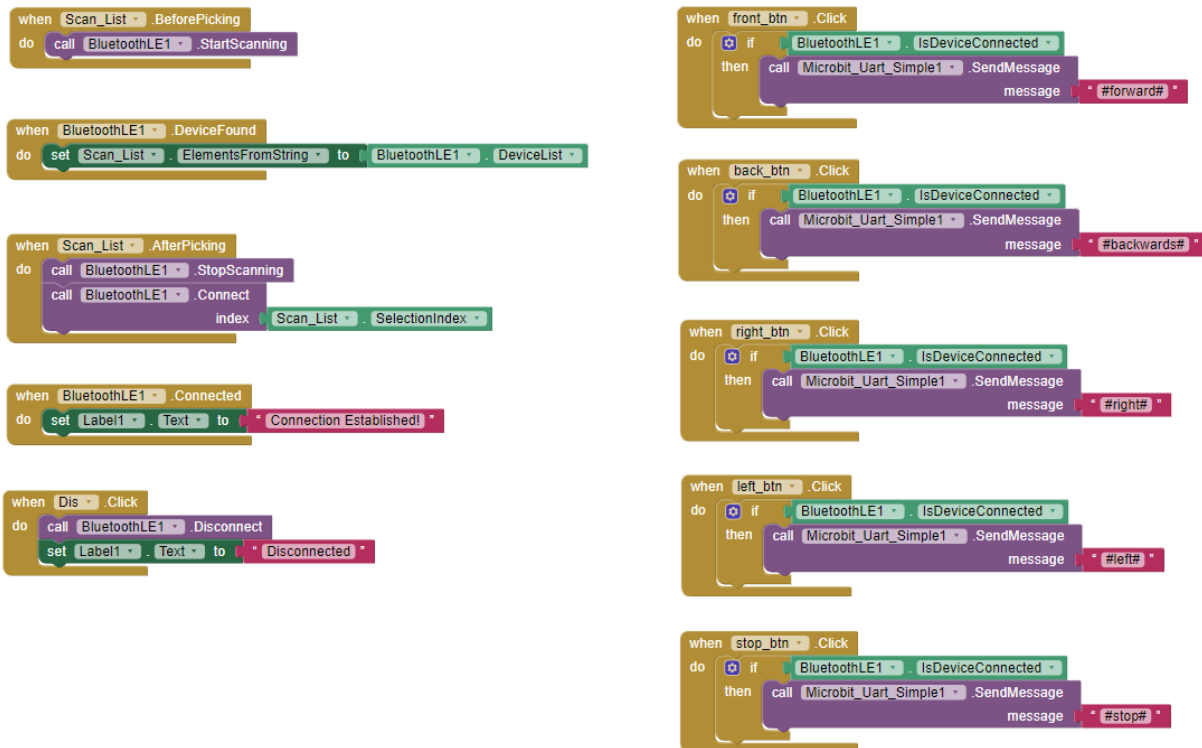 when Scan_List .BeforePicking
do call BluetoothLE1 .StartScanning
when BluetoothLE1 .DeviceFound
do set Scan_List . ElementsFromString to BluetoothLE1 . DeviceList
when Scan_List .AfterPicking
do call BluetoothLE1 .StopScanning
call BluetoothLE1 .Connect
index Scan_List . SelectionIndex
when BluetoothLE1 .Connected
do set Label1 . Text to " Connection Established! "
when Dis .Click
do call BluetoothLE1 .Disconnect
set Label1 . Text to " Disconnected "
when front_btn .Click
do if BluetoothLE1 . IsDeviceConnected
then call Microbit_Uart_Simple1 .SendMessage
message " #forward# "
when back_btn .Click
do if BluetoothLE1 . IsDeviceConnected
then call Microbit_Uart_Simple1 .SendMessage
message " #backwards# "
when right_btn .Click
do if BluetoothLE1 . IsDeviceConnected
then call Microbit_Uart_Simple1 .SendMessage
message " #right# "
when left_btn .Click
do if BluetoothLE1 . IsDeviceConnected
then call Microbit_Uart_Simple1 .SendMessage
message " #left# "
when stop_btn .Click
do if BluetoothLE1 . IsDeviceConnected
then call Microbit_Uart_Simple1 .SendMessage
message " #stop# "